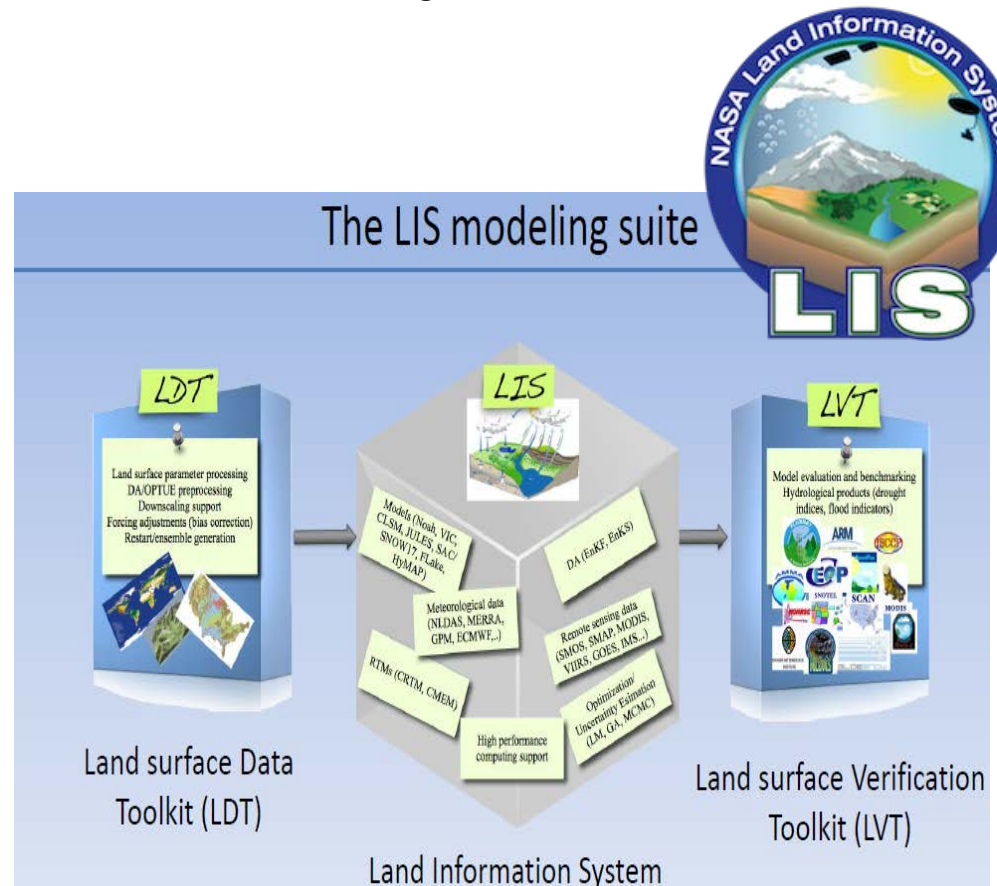 NASA Land Information System
LIS
The LIS modeling suite
LDT
Land surface parameter processing
DA/OPTUE preprocessing
Downscaling support
Forcing adjustments (bias correction)
Restart/ensemble generation
LIS
Models (Noah, VIC,
CLSM, JULES, SAC/
SNOW17, FLake,
HyMAP)
DA (EnKF, EnKS)
Meteorological data
(NLDAS, MERRA,
GPM, ECMWF,..)
Remote sensing data
(SMOS, SMAP, MODIS,
VIIRS, GOES, IMS...)
RTMs (CRTM, CMEM)
Optimization/
Uncertainty Esimation
(LM, GA, MCMC)
High performance
computing support
LVT
Model evaluation and benchmarking
Hydrological products (drought
indices, flood indicators)
ARM
ISCCP
SNOTEL
SCAN
MODIS
Land surface Data
Toolkit (LDT)
Land surface Verification
Toolkit (LVT)
Land Information System